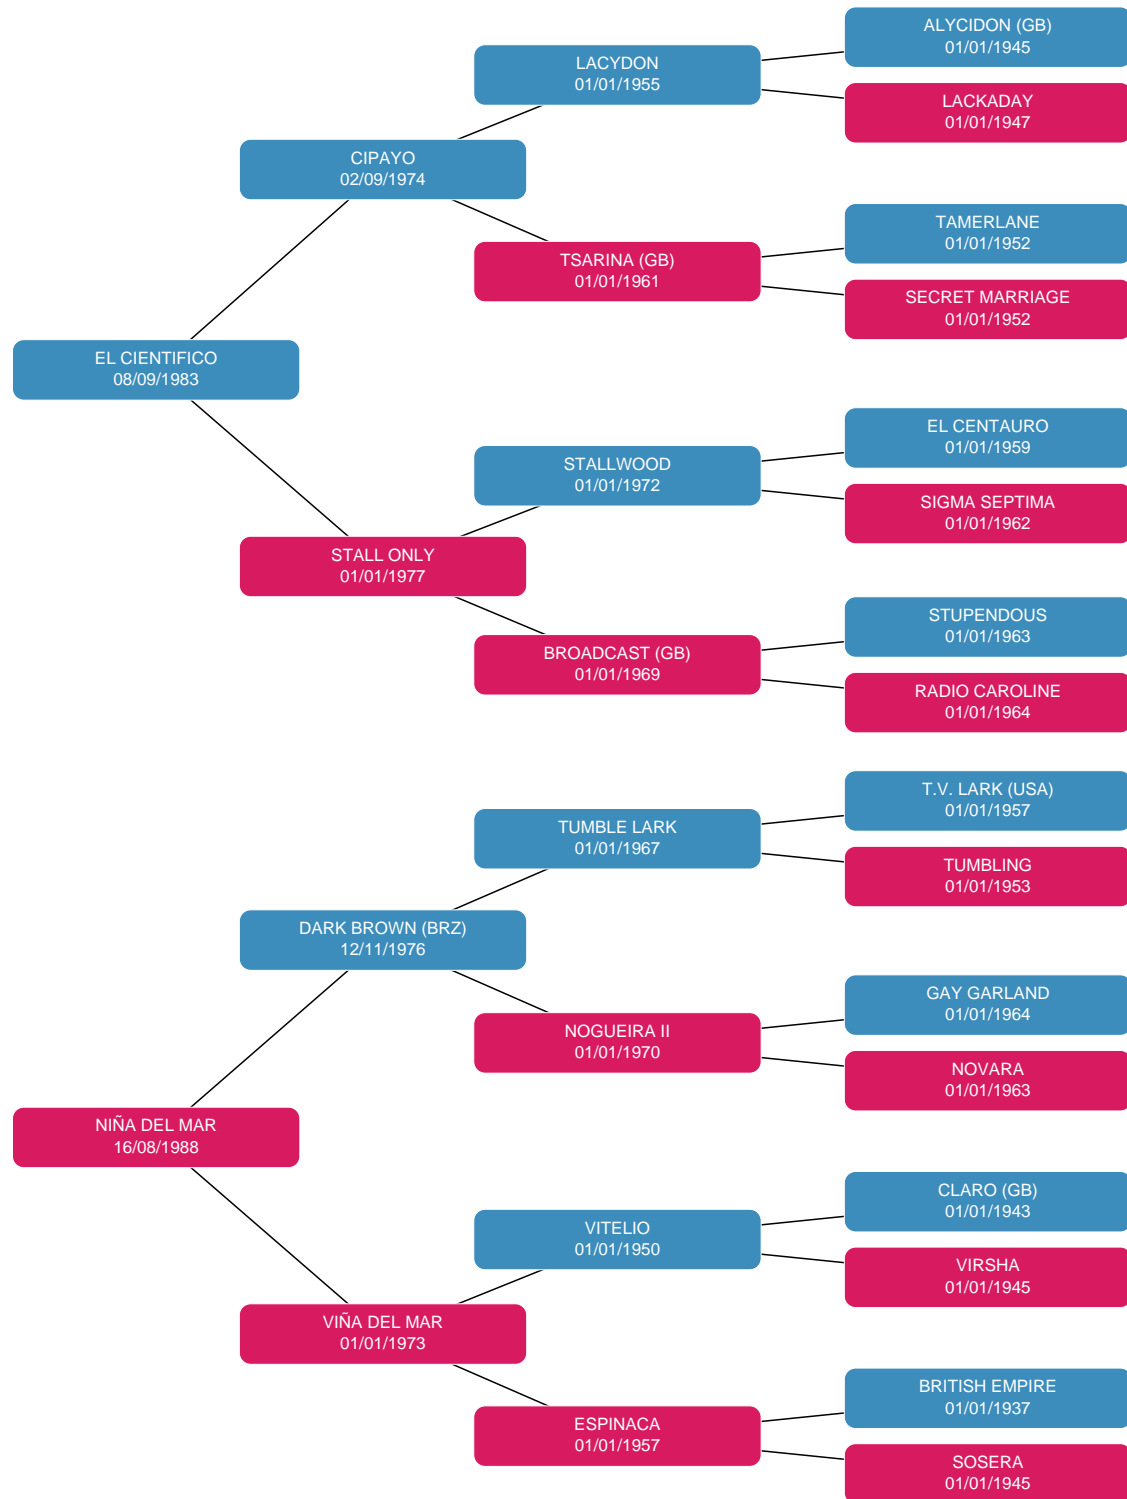 ALYCIDON (GB)
01/01/1945
LACYDON
01/01/1955
LACKADAY
01/01/1947
CIPAYO
02/09/1974
TAMERLANE
01/01/1952
TSARINA (GB)
01/01/1961
SECRET MARRIAGE
01/01/1952
EL CIENTIFICO
08/09/1983
EL CENTAURO
01/01/1959
STALLWOOD
01/01/1972
SIGMA SEPTIMA
01/01/1962
STALL ONLY
01/01/1977
STUPENDOUS
01/01/1963
BROADCAST (GB)
01/01/1969
RADIO CAROLINE
01/01/1964
T.V. LARK (USA)
01/01/1957
TUMBLE LARK
01/01/1967
TUMBLING
01/01/1953
DARK BROWN (BRZ)
12/11/1976
GAY GARLAND
01/01/1964
NOGUEIRA II
01/01/1970
NOVARA
01/01/1963
NIÑA DEL MAR
16/08/1988
CLARO (GB)
01/01/1943
VITELIO
01/01/1950
VIRSHA
01/01/1945
VIÑA DEL MAR
01/01/1973
BRITISH EMPIRE
01/01/1937
ESPINACA
01/01/1957
SOSERA
01/01/1945